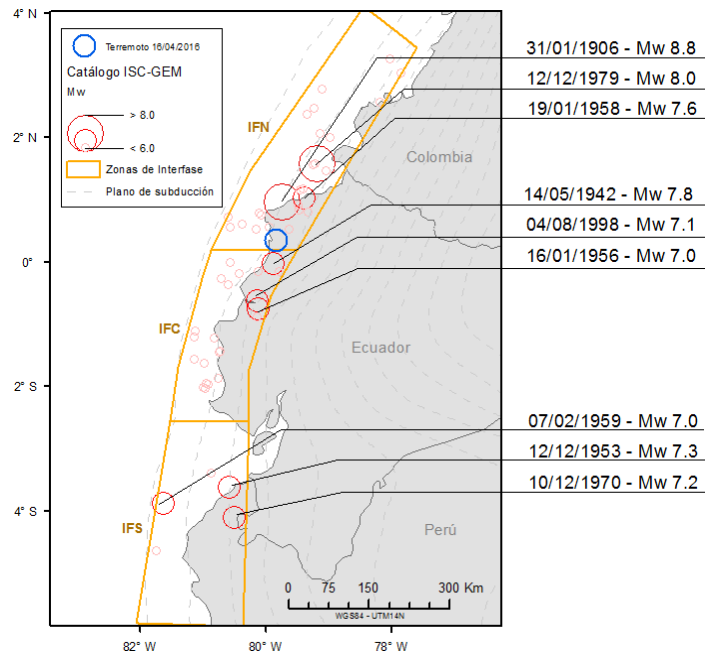 4° N
2° N
0°
2° S
4° S
82° W
80° W
78° W
Terremoto 16/04/2016
Catálogo ISC-GEM
Mw
> 8.0
< 6.0
Zonas de Interfase
Plano de subducción
IFN
IFC
IFS
Colombia
Ecuador
Perú
31/01/1906 - Mw 8.8
12/12/1979 - Mw 8.0
19/01/1958 - Mw 7.6
14/05/1942 - Mw 7.8
04/08/1998 - Mw 7.1
16/01/1956 - Mw 7.0
07/02/1959 - Mw 7.0
12/12/1953 - Mw 7.3
10/12/1970 - Mw 7.2
0 75 150 300 Km
WGS84 - UTM14N